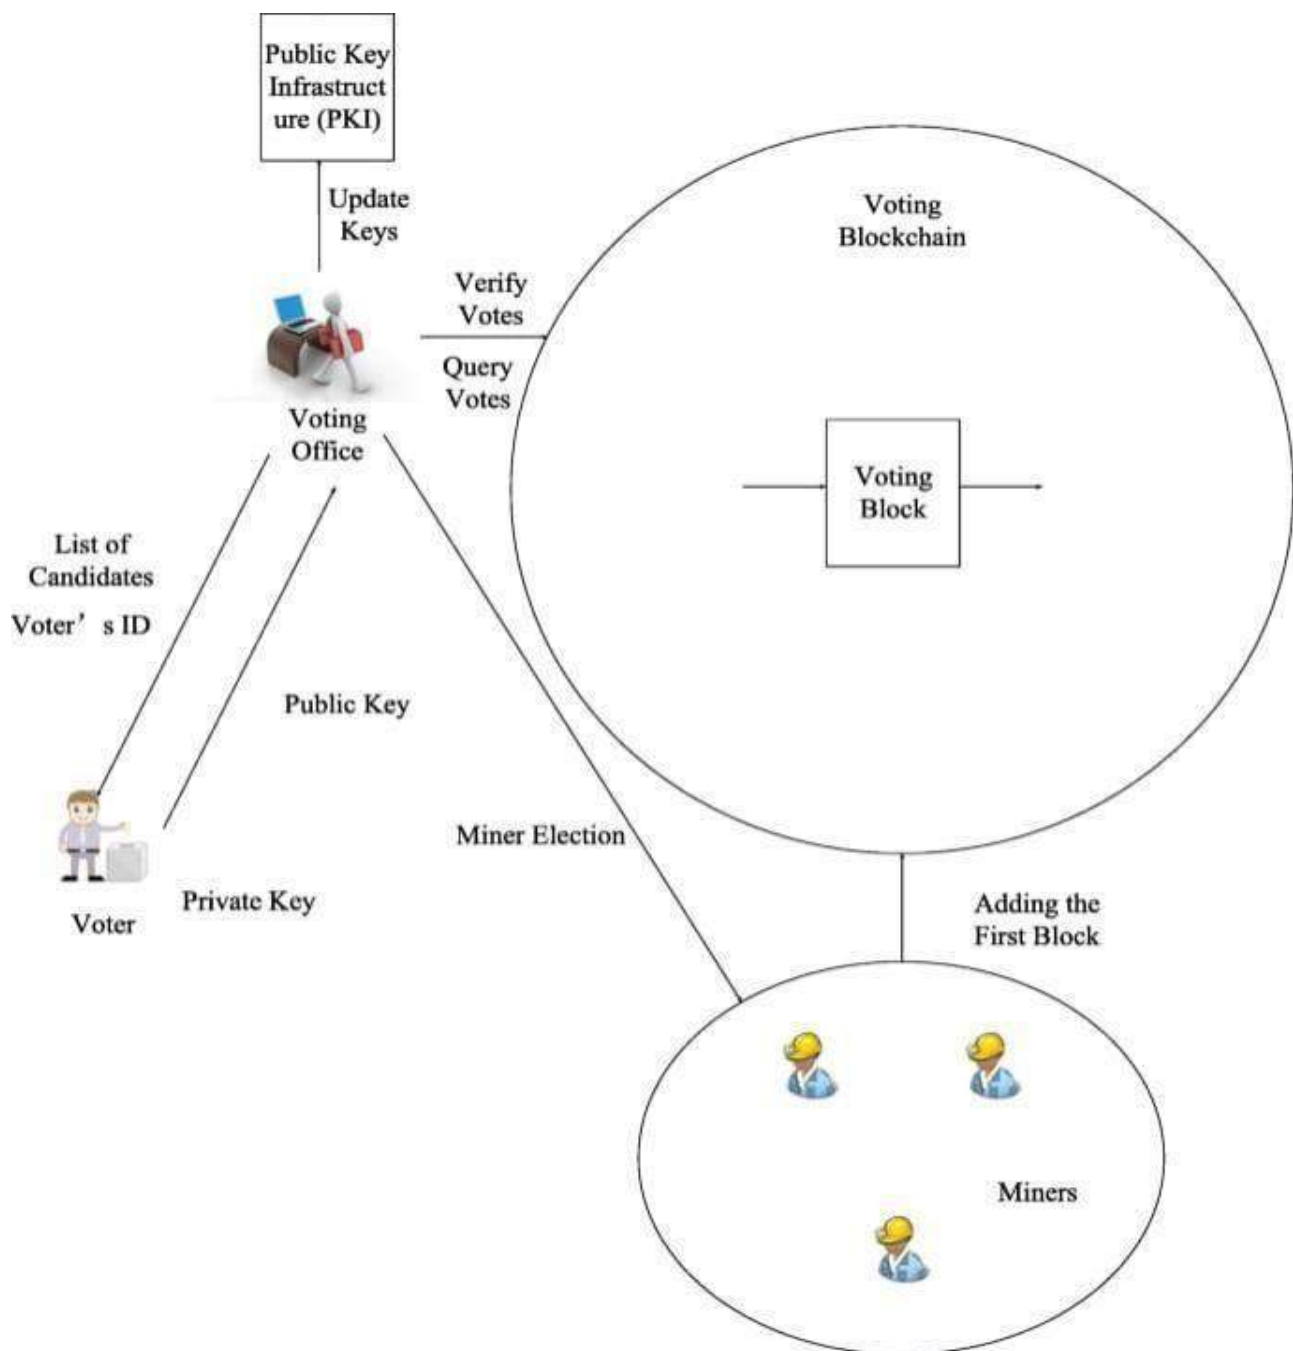 Public Key
Infrastruct
ure (PKI)
Update
Keys
Voting
Blockchain
Verify
Votes
Query
Votes
Voting
Office
Voting
Block
List of
Candidates
Voter’s ID
Public Key
Miner Election
Private Key
Voter
Adding the
First Block
Miners